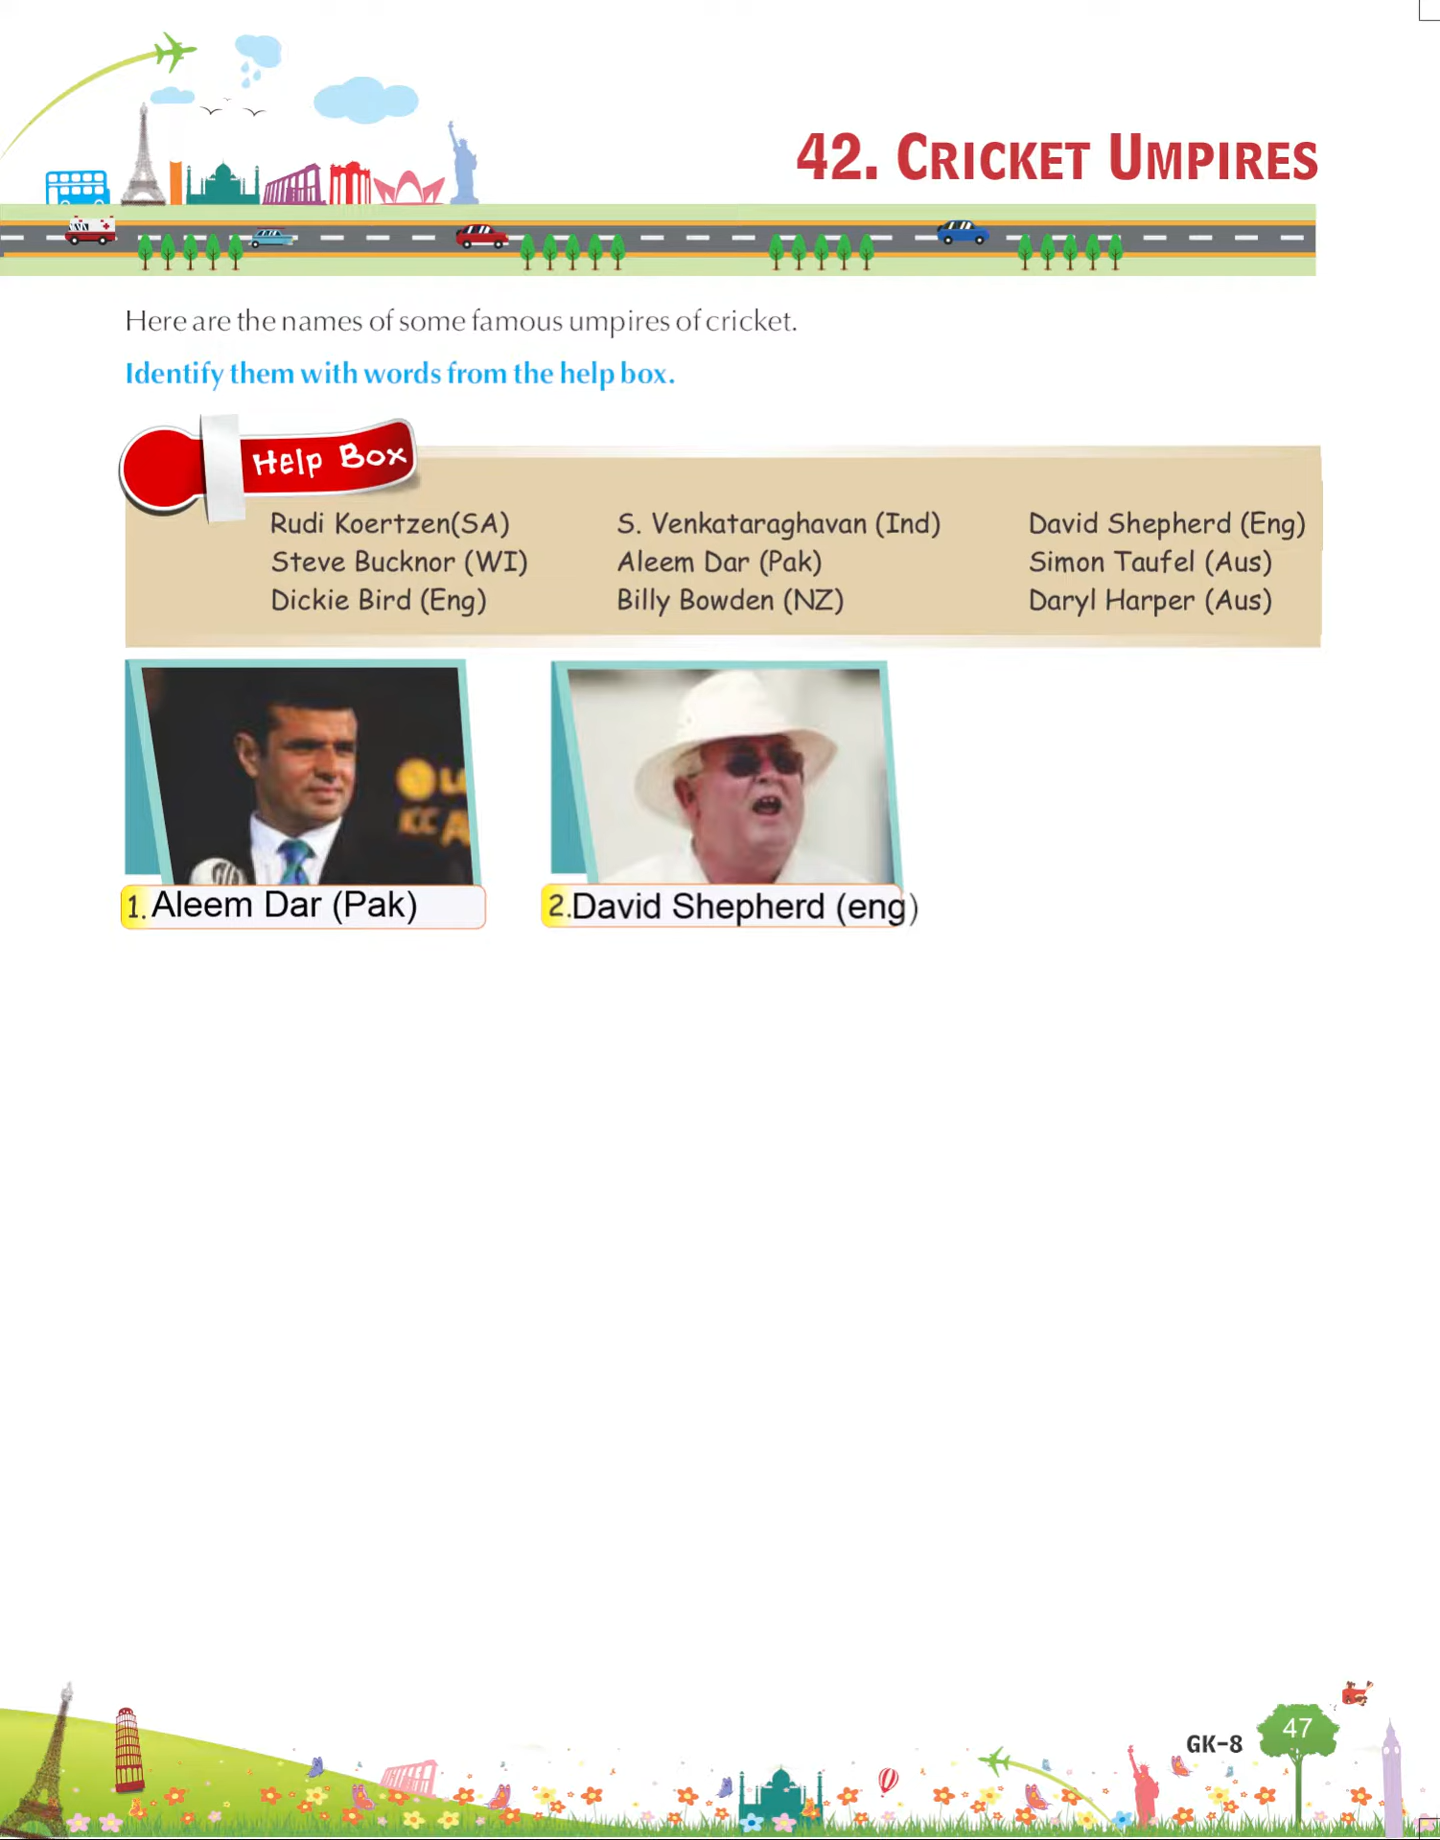 42. CRICKET UMPIRES
Here are the names of some famous umpires of cricket.
Identify them with words from the help box.
Help Box
Rudi Koertzen(SA) S. Venkataraghavan (Ind) David Shepherd (Eng)
Steve Bucknor (WI) Aleem Dar (Pak) Simon Taufel (Aus)
Dickie Bird (Eng) Billy Bowden (NZ) Daryl Harper (Aus)
1. Aleem Dar (Pak) 2. David Shepherd (eng)
GK-8 47